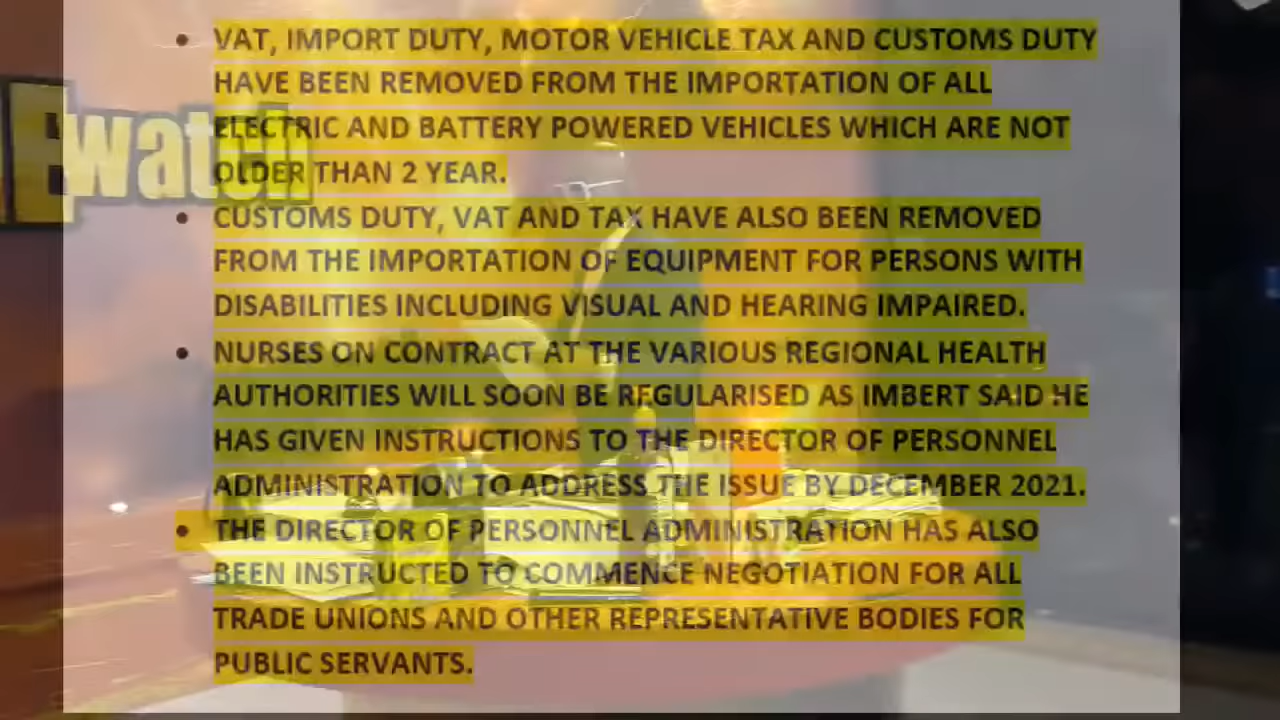 • VAT, IMPORT DUTY, MOTOR VEHICLE TAX AND CUSTOMS DUTY
HAVE BEEN REMOVED FROM THE IMPORTATION OF ALL
ELECTRIC AND BATTERY POWERED VEHICLES WHICH ARE NOT
OLDER THAN 2 YEAR.
• CUSTOMS DUTY, VAT AND TAX HAVE ALSO BEEN REMOVED
FROM THE IMPORTATION OF EQUIPMENT FOR PERSONS WITH
DISABILITIES INCLUDING VISUAL AND HEARING IMPAIRED.
• NURSES ON CONTRACT AT THE VARIOUS REGIONAL HEALTH
AUTHORITIES WILL SOON BE REGULARISED AS IMBERT SAID HE
HAS GIVEN INSTRUCTIONS TO THE DIRECTOR OF PERSONNEL
ADMINISTRATION TO ADDRESS THE ISSUE BY DECEMBER 2021.
• THE DIRECTOR OF PERSONNEL ADMINISTRATION HAS ALSO
BEEN INSTRUCTED TO COMMENCE NEGOTIATION FOR ALL
TRADE UNIONS AND OTHER REPRESENTATIVE BODIES FOR
PUBLIC SERVANTS.
watch